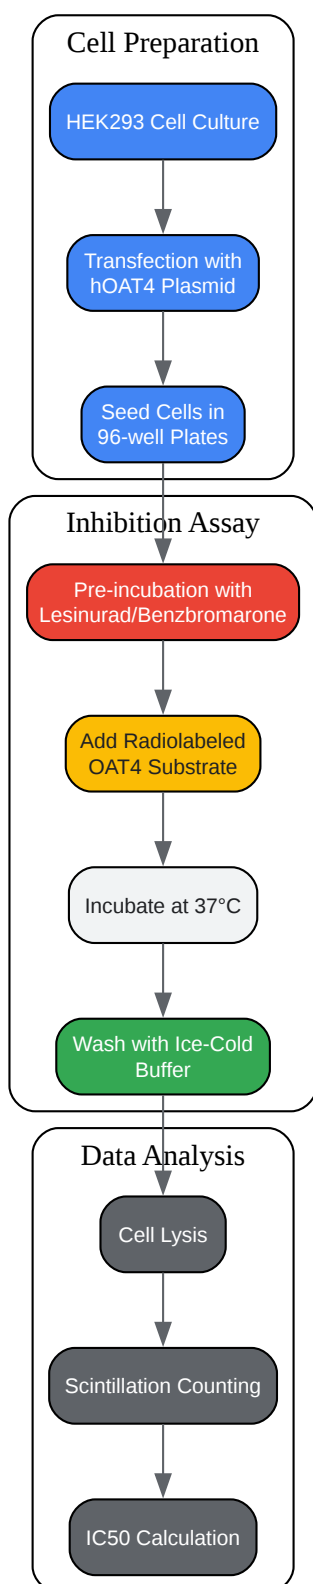 Cell Preparation
HEK293 Cell Culture
Transfection with
hOAT4 Plasmid
Seed Cells in
96-well Plates
Inhibition Assay
Pre-incubation with
Lesinurad/Benzbromarone
Add Radiolabeled
OAT4 Substrate
Incubate at 37°C
Wash with Ice-Cold
Buffer
Data Analysis
Cell Lysis
Scintillation Counting
IC50 Calculation